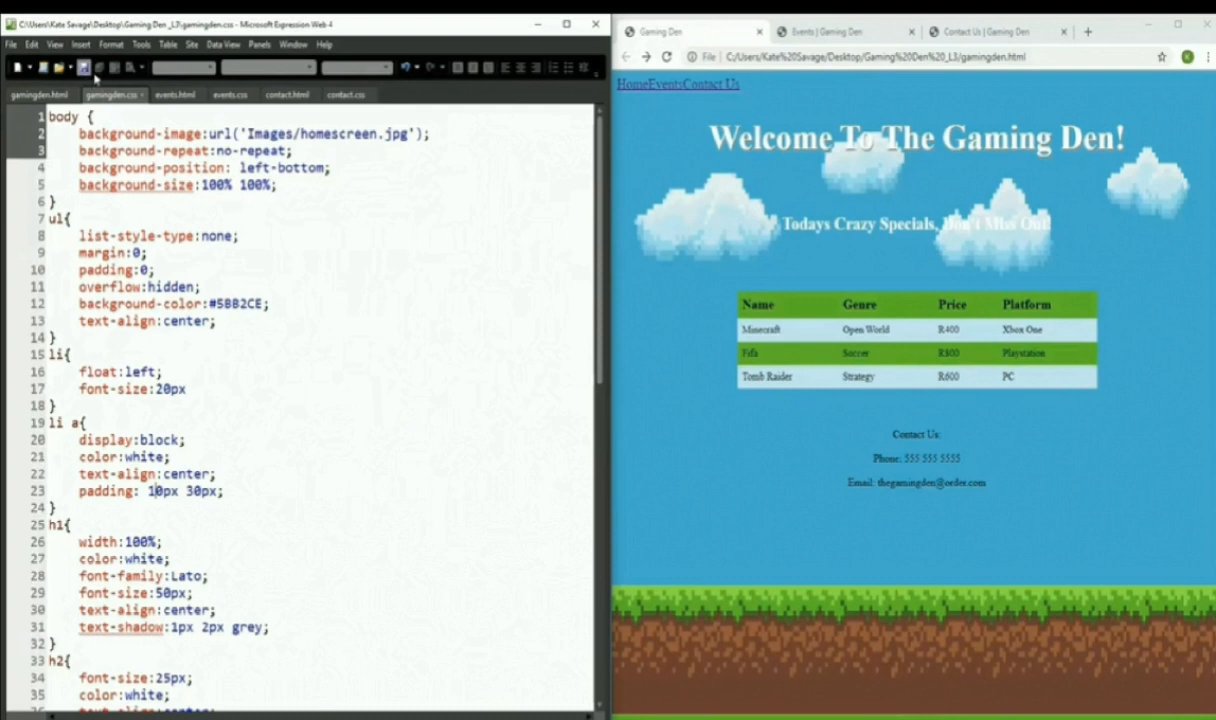 C:\Users\Kate Savage\Desktop\Gaming Den _L3\gamingden.css - Microsoft Expression Web 4
File Edit View Insert Format Tools Table Site Data View Panels Window Help
gamingden.html gamingden.css events.html events.css contact.html contact.css
1 body {
2 background-image:url('Images/homescreen.jpg');
3 background-repeat:no-repeat;
4 background-position: left-bottom;
5 background-size:100% 100%;
6 }
7 ul{
8 list-style-type:none;
9 margin:0;
10 padding:0;
11 overflow:hidden;
12 background-color:#5BB2CE;
13 text-align:center;
14 }
15 li{
16 float:left;
17 font-size:20px
18 }
19 li a{
20 display:block;
21 color:white;
22 text-align:center;
23 padding: 10px 30px;
24 }
25 h1{
26 width:100%;
27 color:white;
28 font-family:Lato;
29 font-size:50px;
30 text-align:center;
31 text-shadow:1px 2px grey;
32 }
33 h2{
34 font-size:25px;
35 color:white;
36 text-align:center;
Gaming Den Events | Gaming Den Contact Us | Gaming Den
File C:/Users/Kate%20Savage/Desktop/Gaming%20Den%20_L3/gamingden.html K
HomeEventsContact Us
Welcome To The Gaming Den!
Todays Crazy Specials, Don't Miss Out!
Name Genre Price Platform
Minecraft Open World R400 Xbox One
Fifa Soccer R800 Playstation
Tomb Raider Strategy R600 PC
Contact Us:
Phone: 555 555 5555
Email: thegamingden@order.com